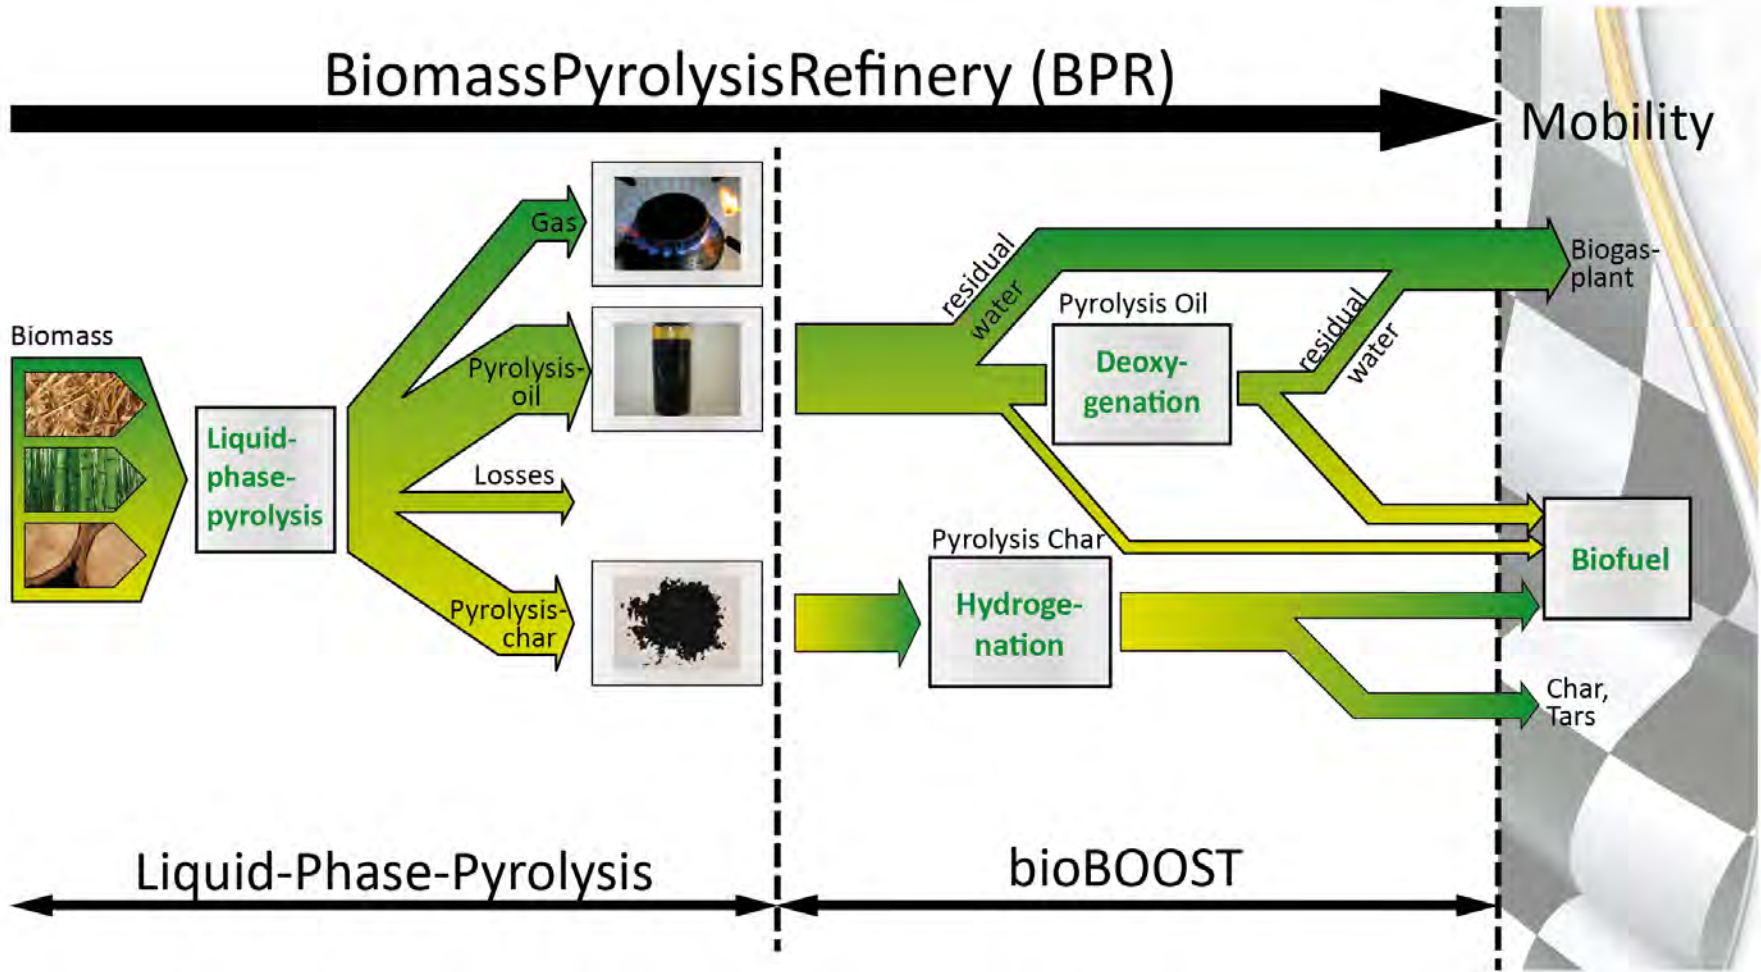 BiomassPyrolysisRefinery (BPR)
Mobility
Biomass
Liquid-
phase-
pyrolysis
Gas
Pyrolysis-
oil
Losses
Pyrolysis-
char
residual
water
Pyrolysis Oil
Deoxy-
genation
residual
water
Biogas-
plant
Pyrolysis Char
Hydroge-
nation
Biofuel
Char,
Tars
Liquid-Phase-Pyrolysis
bioBOOST